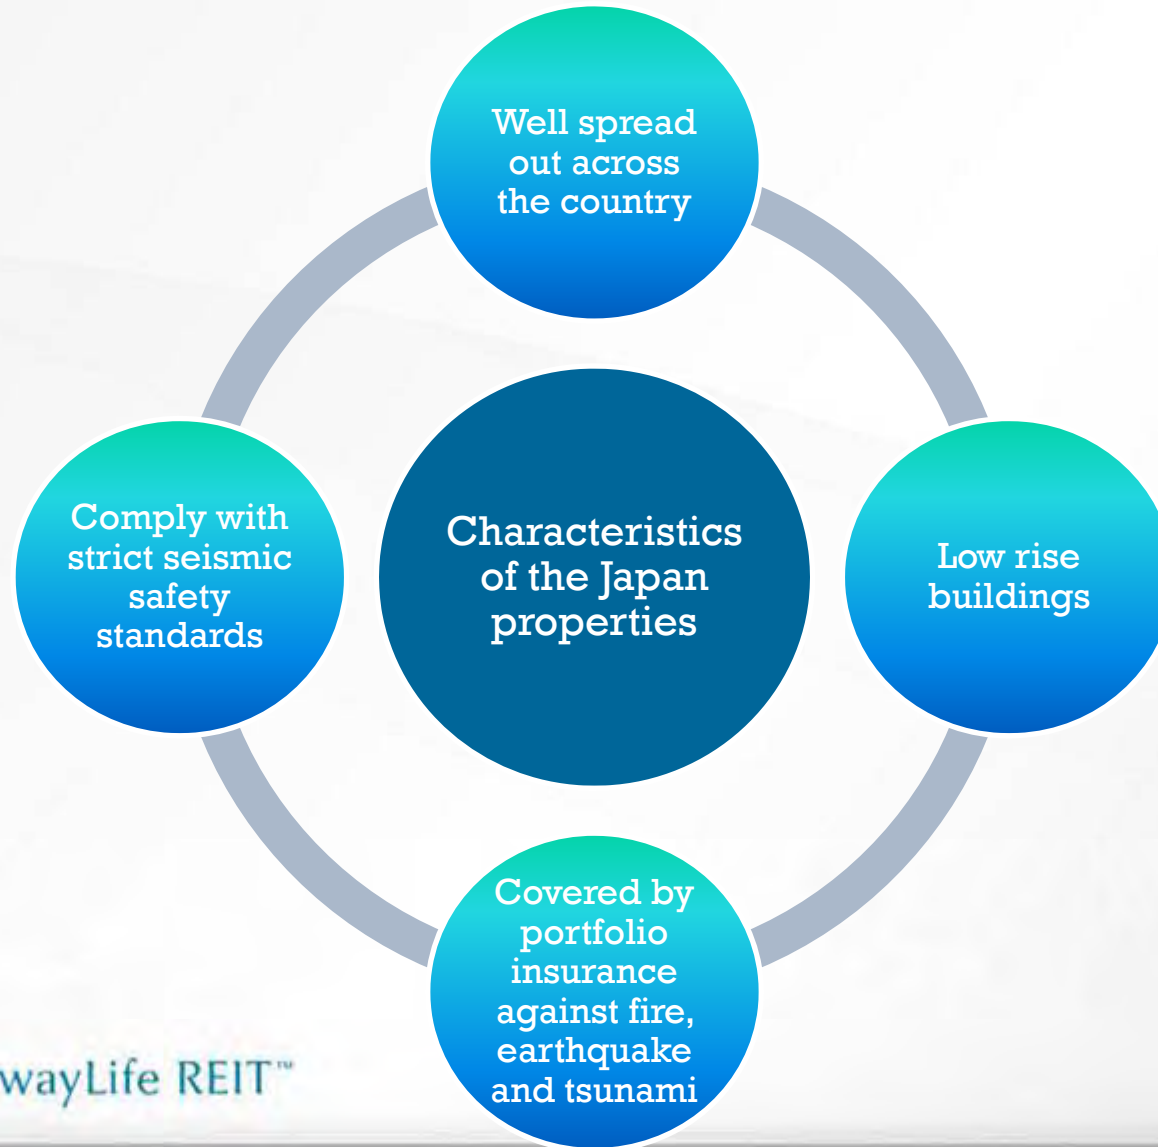 Well spread
out across
the country
Comply with
strict seismic
safety
standards
Characteristics
of the Japan
properties
Low rise
buildings
Covered by
portfolio
insurance
against fire,
earthquake
and tsunami
wayLife REIT™